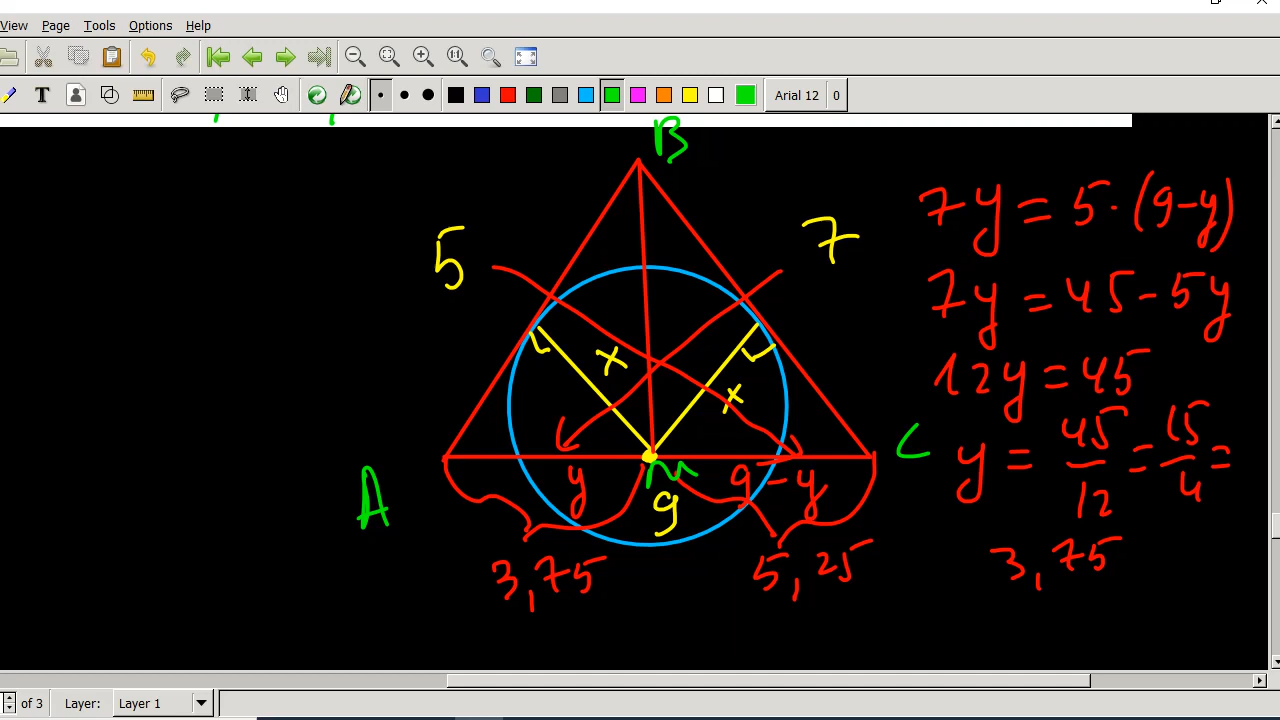 View Page Tools Options Help
T Arial 12 0
B
5 7
x
x
A M C
y 9-y
9
3,75 5,25
7y = 5·(9-y)
7y = 45-5y
12y = 45
y = 45/12 = 15/4 =
3,75
of 3 Layer: Layer 1